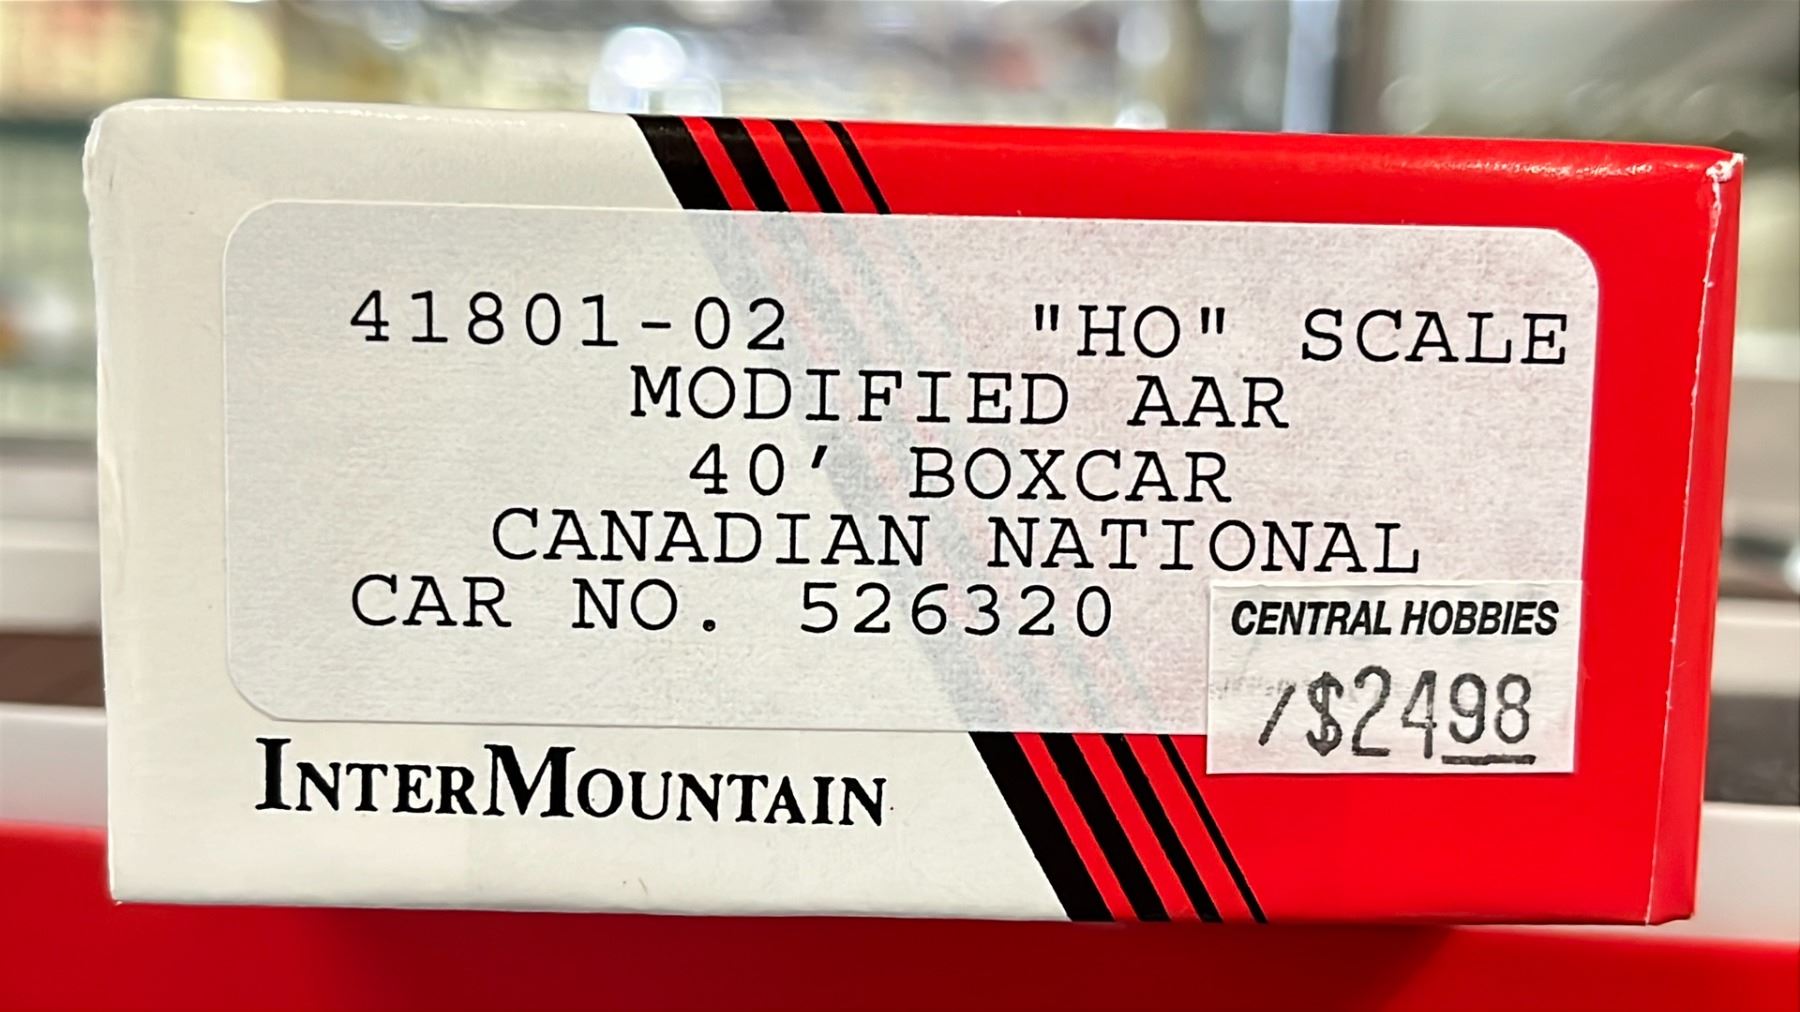 41801-02 "HO" SCALE
MODIFIED AAR
40' BOXCAR
CANADIAN NATIONAL
CAR NO. 526320
CENTRAL HOBBIES
/$2498
INTERMOUNTAIN